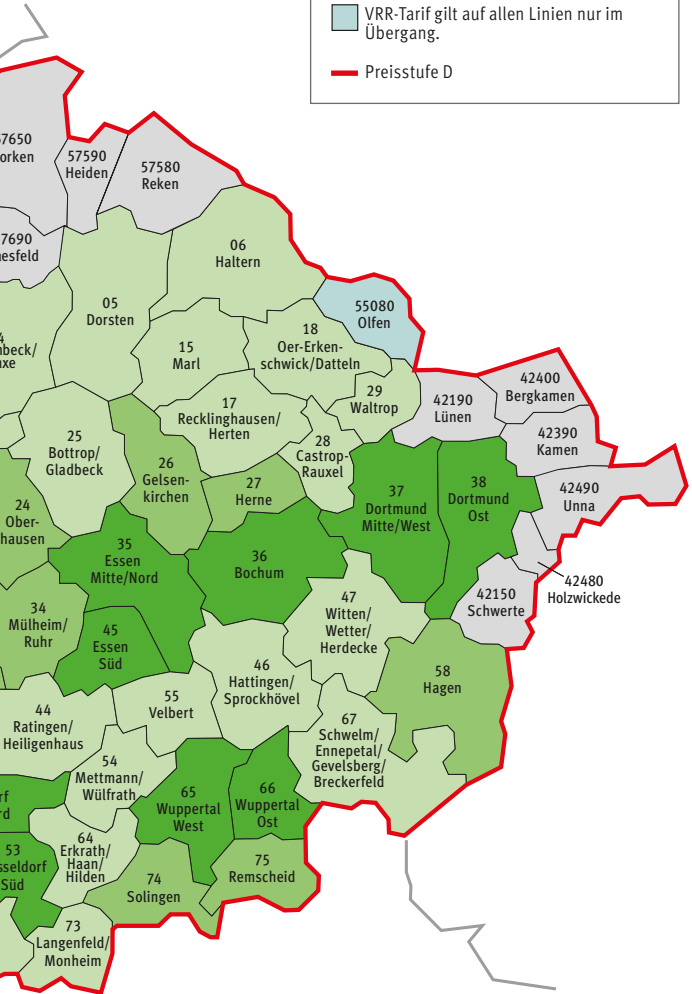 VRR-Tarif gilt auf allen Linien nur im
Übergang.
Preisstufe D
57590
Heiden
57580
Reken
06
Haltern
05
Dorsten
55080
Olfen
15
Marl
18
Oer-Erken-
schwick/Datteln
29
Waltrop
42190
Lünen
42400
Bergkamen
42390
Kamen
42490
Unna
42480
Holzwickede
42150
Schwerte
17
Recklinghausen/
Herten
28
Castrop-
Rauxel
25
Bottrop/
Gladbeck
26
Gelsen-
kirchen
27
Herne
37
Dortmund
Mitte/West
38
Dortmund
Ost
24
Ober-
hausen
35
Essen
Mitte/Nord
36
Bochum
34
Mülheim/
Ruhr
45
Essen
Süd
47
Witten/
Wetter/
Herdecke
58
Hagen
46
Hattingen/
Sprockhövel
55
Velbert
44
Ratingen/
Heiligenhaus
67
Schwelm/
Ennepetal/
Gevelsberg/
Breckerfeld
54
Mettmann/
Wülfrath
65
Wuppertal
West
66
Wuppertal
Ost
53
Süd
64
Erkrath/
Haan/
Hilden
74
Solingen
75
Remscheid
73
Langenfeld/
Monheim